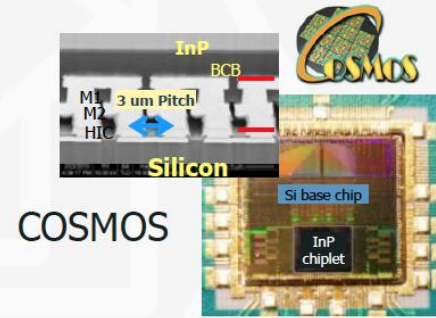 InP
BCB
M1
M2
HIC
3 um Pitch
Silicon
COSMOS
Si base chip
InP
chiplet
COSMOS